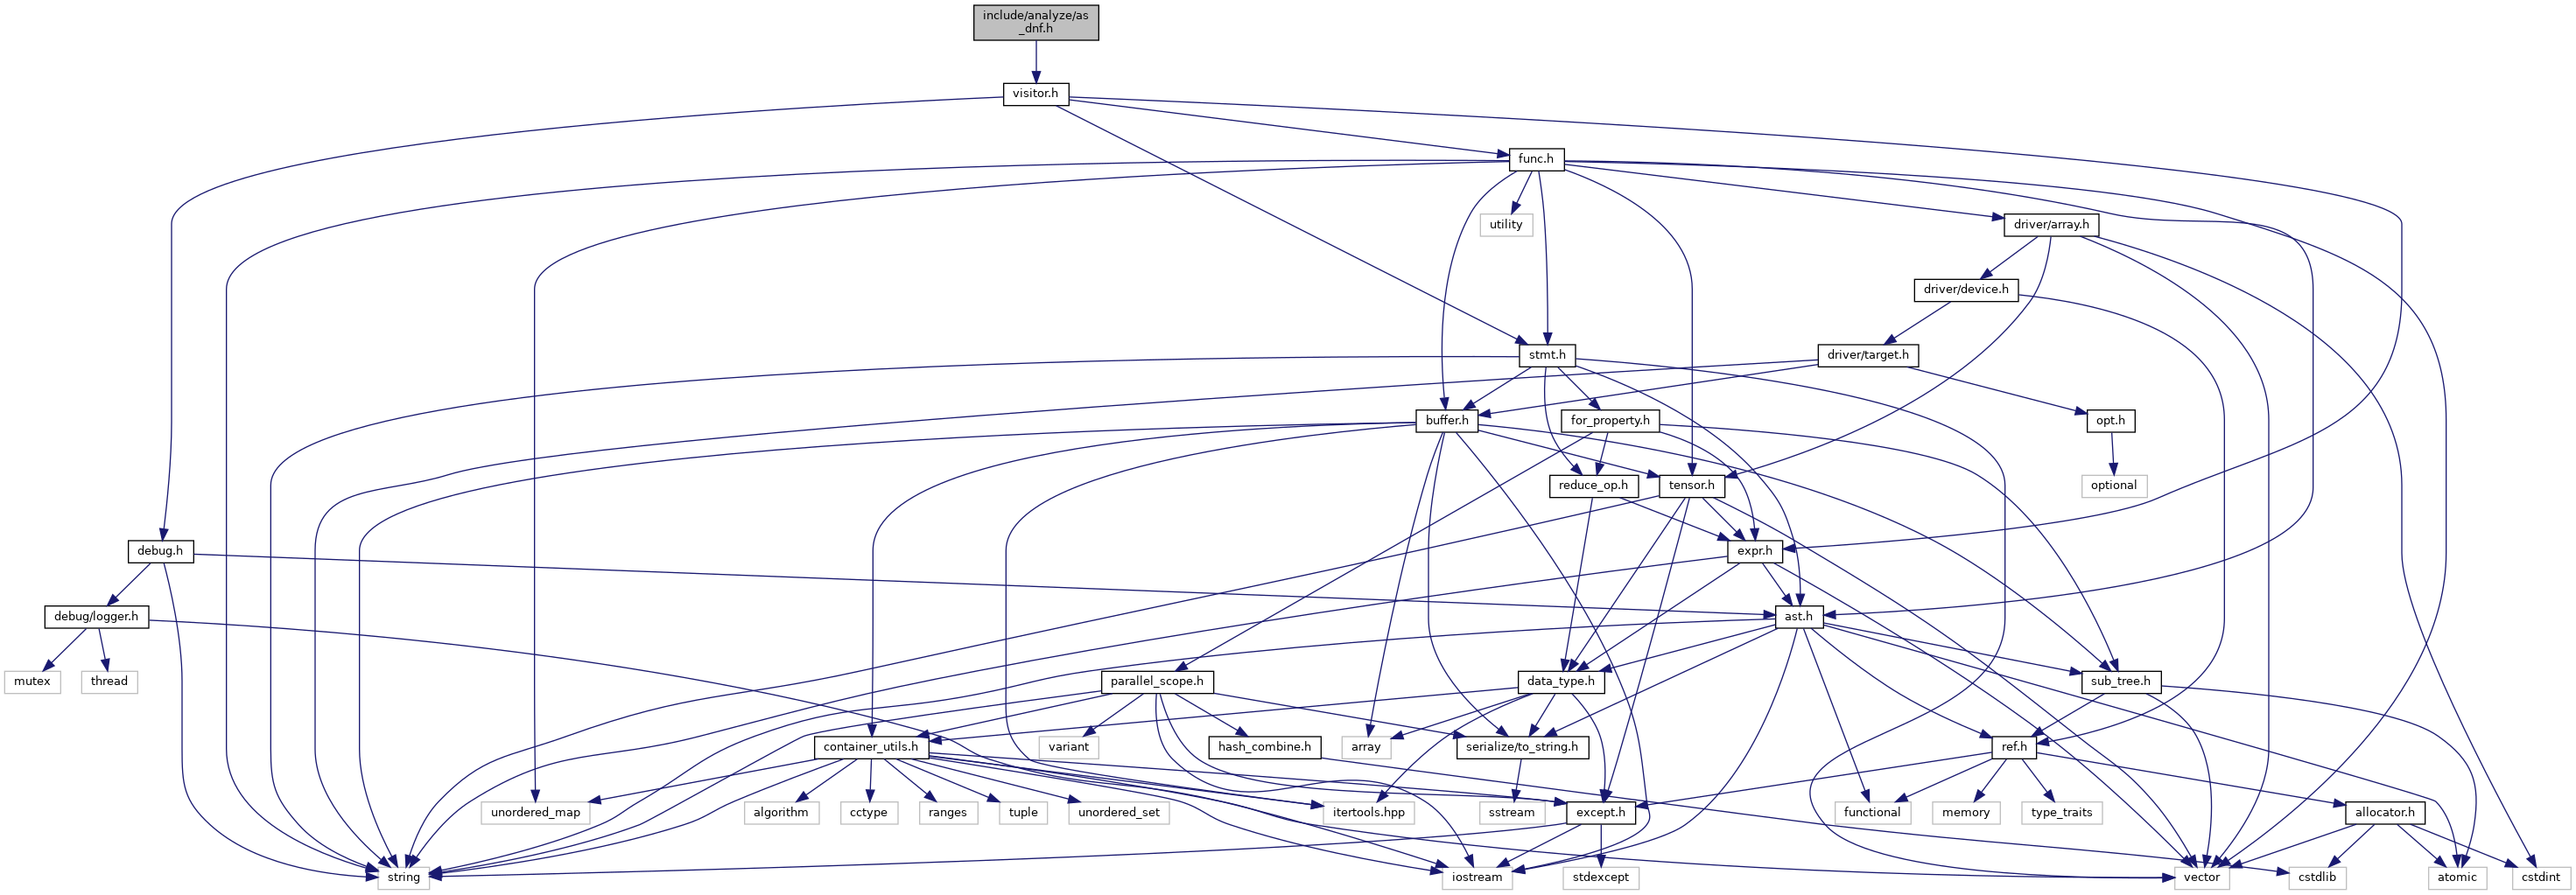 include/analyze/as
_dnf.h
visitor.h
func.h
utility
driver/array.h
driver/device.h
stmt.h
driver/target.h
buffer.h
for_property.h
opt.h
reduce_op.h
tensor.h
optional
debug.h
expr.h
debug/logger.h
ast.h
mutex
thread
parallel_scope.h
data_type.h
sub_tree.h
container_utils.h
variant
hash_combine.h
array
serialize/to_string.h
ref.h
unordered_map
algorithm
cctype
ranges
tuple
unordered_set
itertools.hpp
sstream
except.h
functional
memory
type_traits
allocator.h
string
iostream
stdexcept
vector
cstdlib
atomic
cstdint